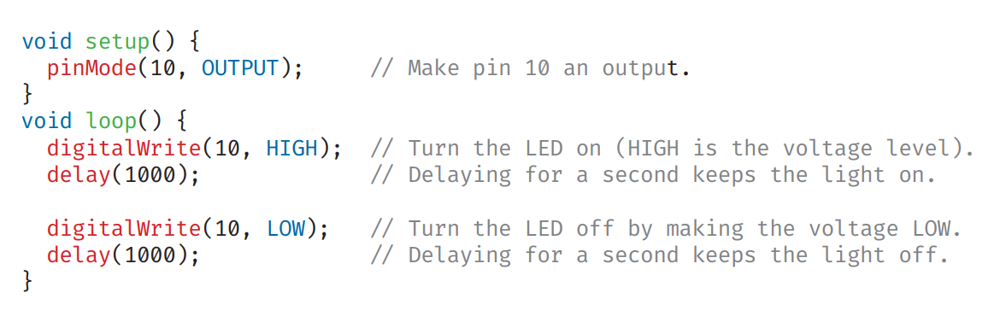 void setup() {
  pinMode(10, OUTPUT);     // Make pin 10 an output.
}
void loop() {
  digitalWrite(10, HIGH);  // Turn the LED on (HIGH is the voltage level).
  delay(1000);             // Delaying for a second keeps the light on.

  digitalWrite(10, LOW);   // Turn the LED off by making the voltage LOW.
  delay(1000);             // Delaying for a second keeps the light off.
}